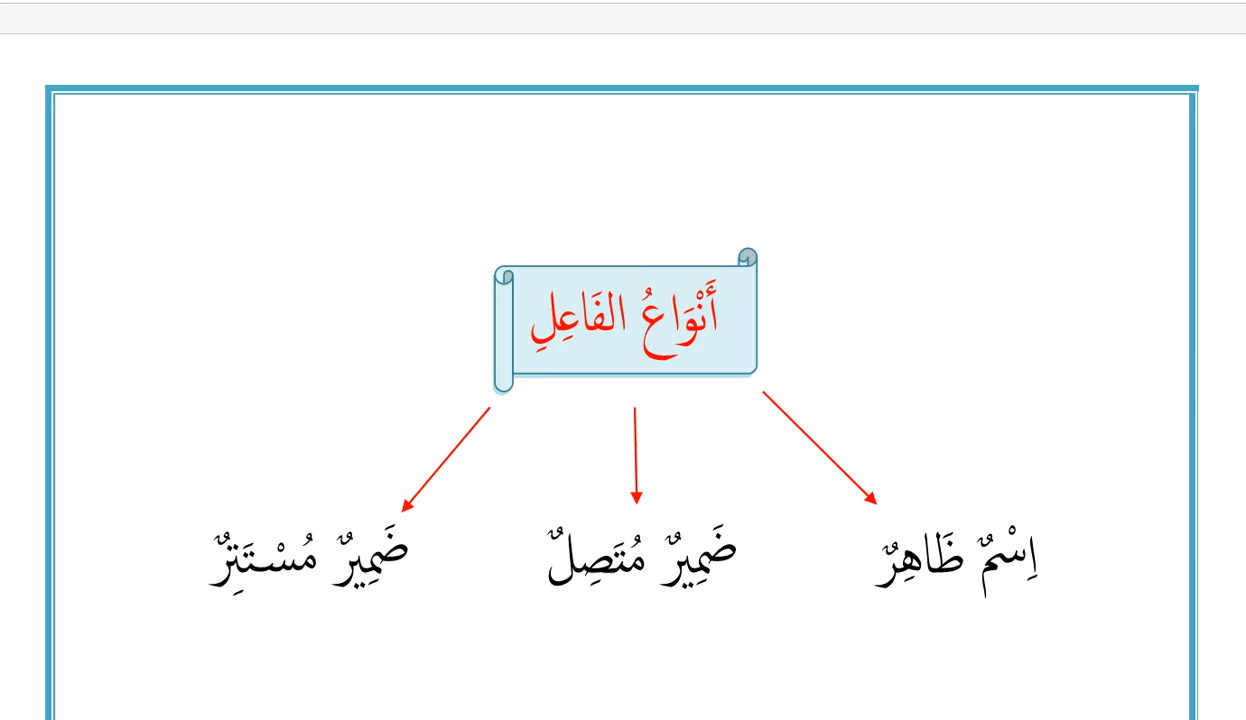 أَنْوَاعُ الفَاعِلِ
اِسْمٌ ظَاهِرٌ
ضَمِيرٌ مُتَصِلٌ
ضَمِيرٌ مُسْتَتِرٌ